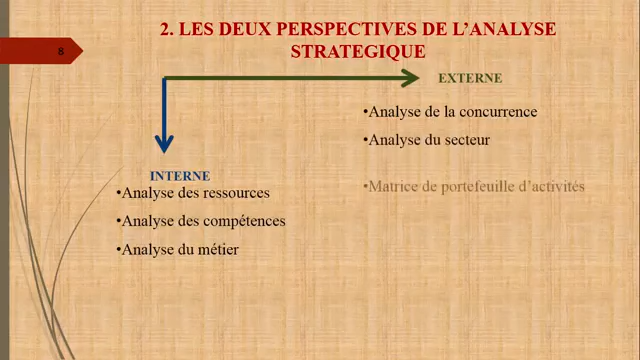 8
2. LES DEUX PERSPECTIVES DE L’ANALYSE
STRATEGIQUE
EXTERNE
•Analyse de la concurrence
•Analyse du secteur
•Matrice de portefeuille d’activités
INTERNE
•Analyse des ressources
•Analyse des compétences
•Analyse du métier